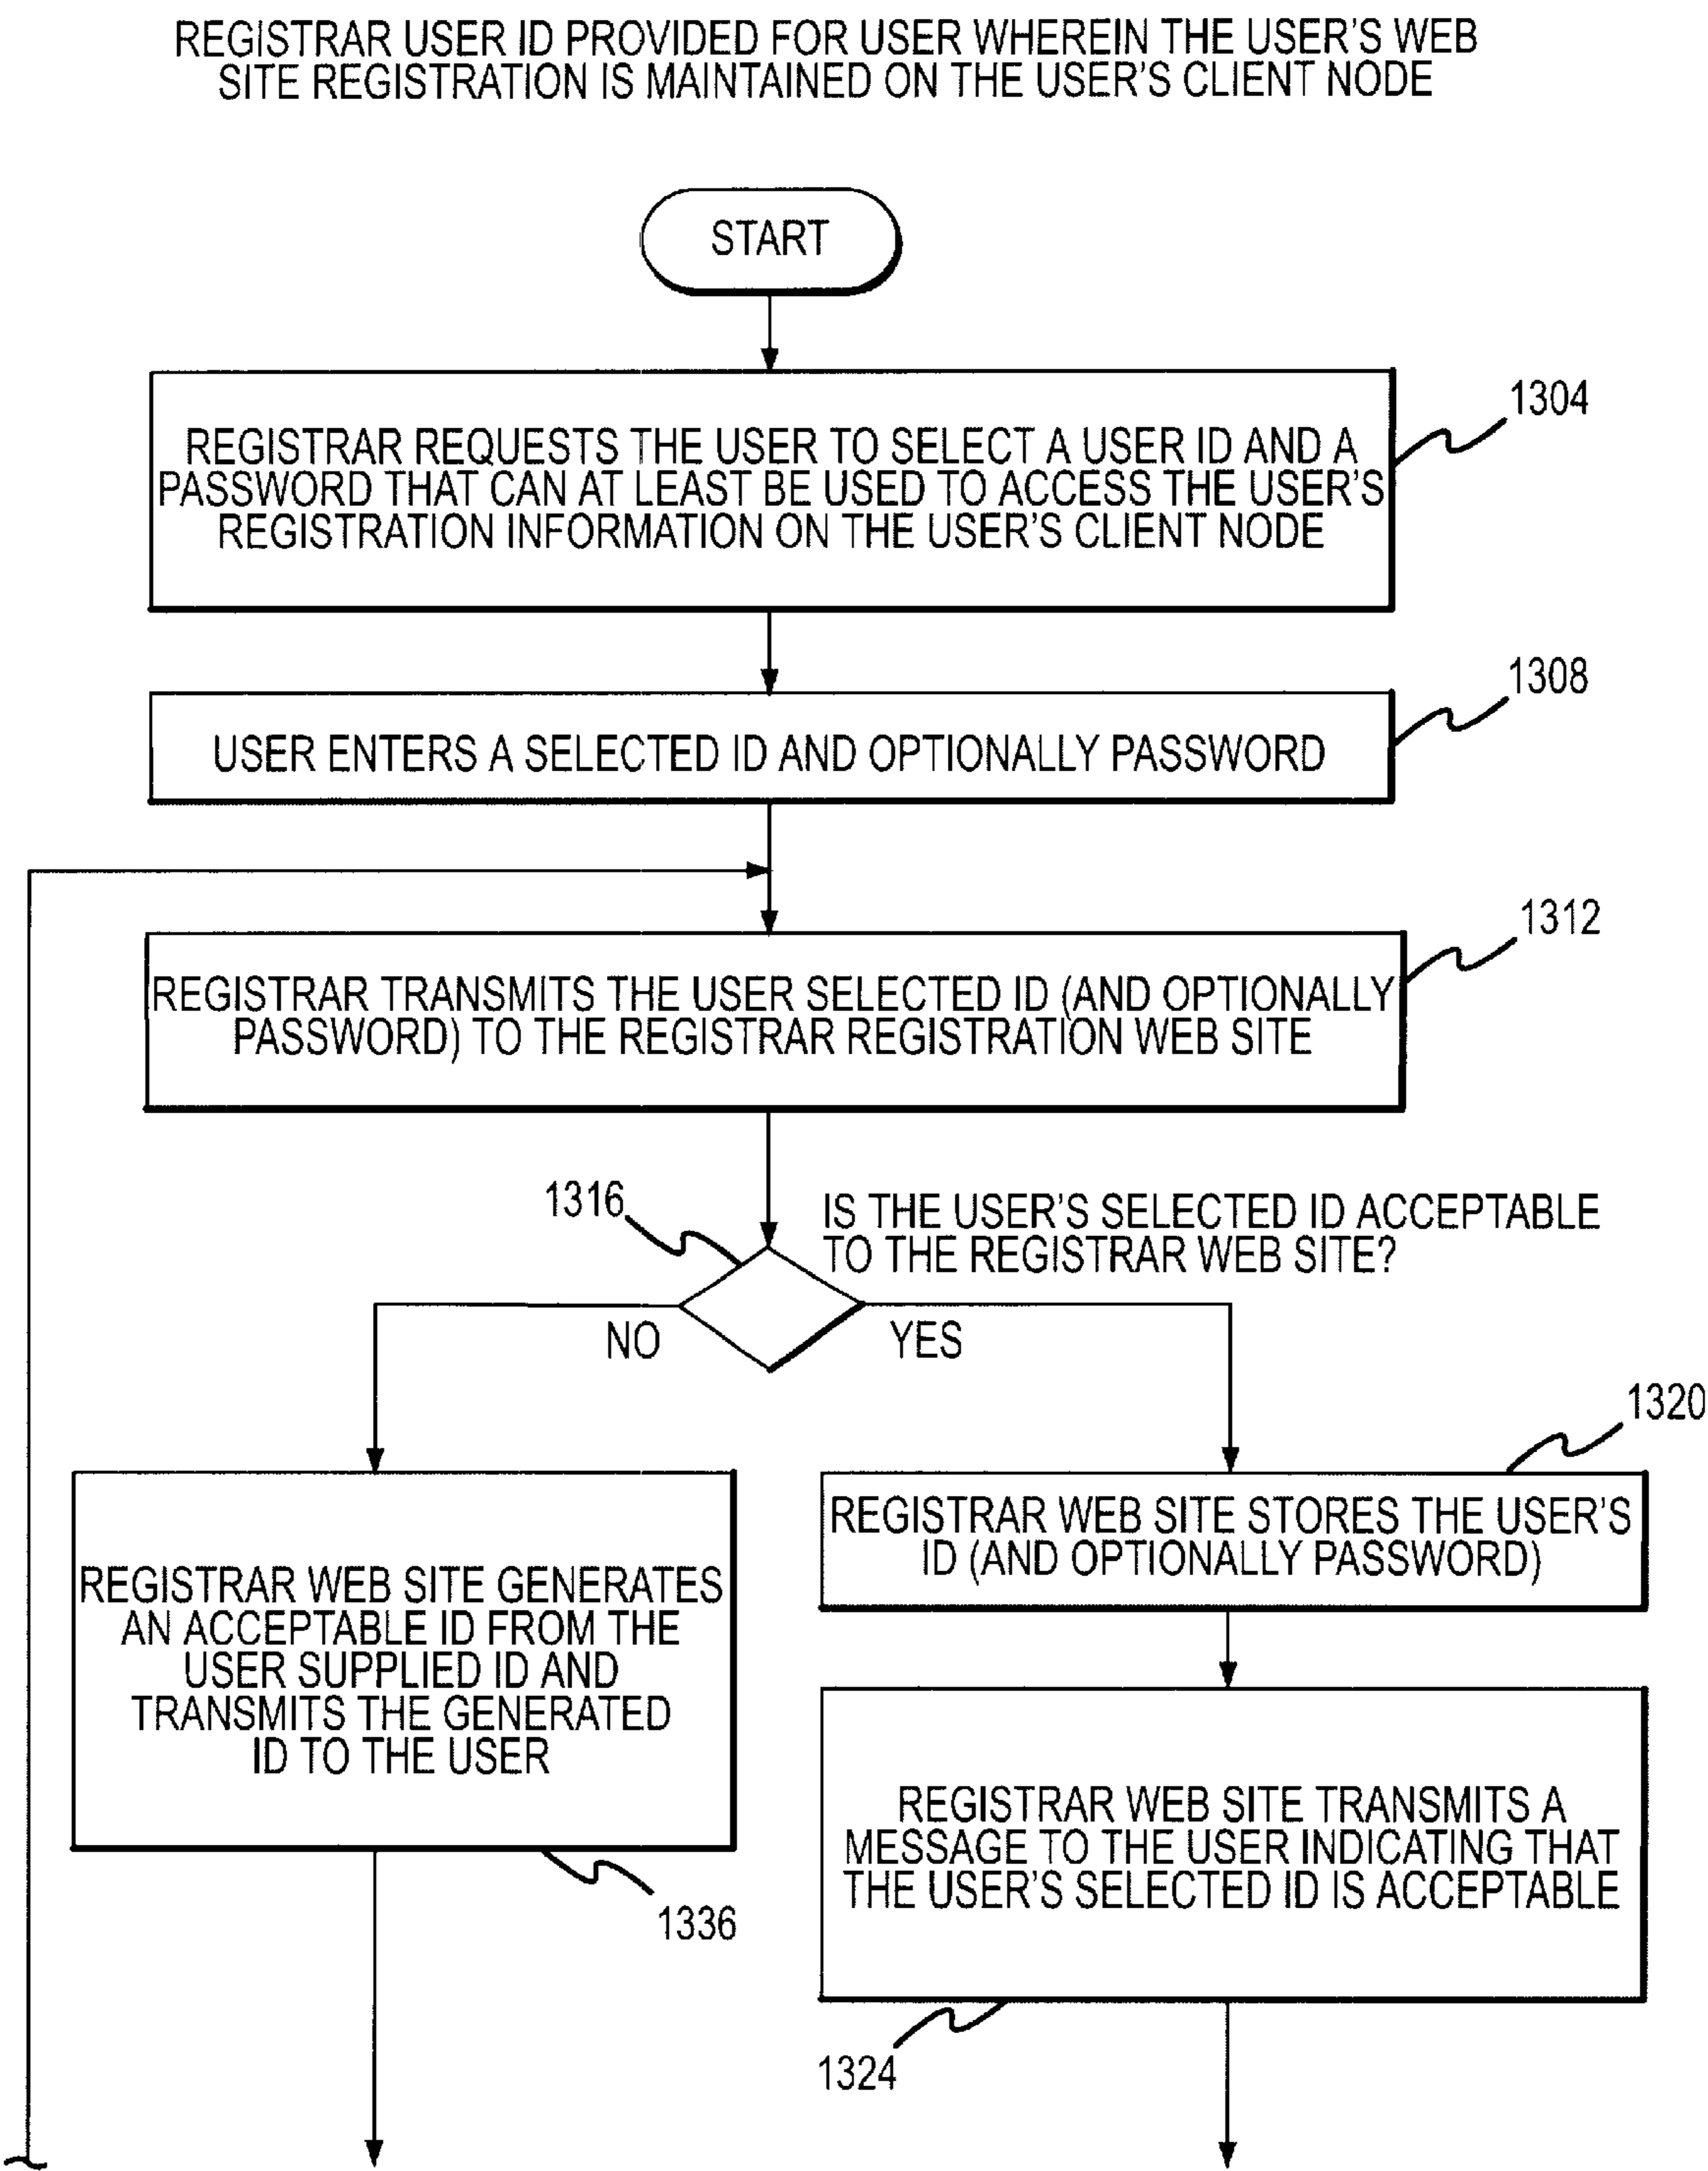 REGISTRAR USER ID PROVIDED FOR USER WHEREIN THE USER'S WEB
SITE REGISTRATION IS MAINTAINED ON THE USER'S CLIENT NODE
START
1304
REGISTRAR REQUESTS THE USER TO SELECT A USER ID AND A
PASSWORD THAT CAN AT LEAST BE USED TO ACCESS THE USER'S
REGISTRATION INFORMATION ON THE USER'S CLIENT NODE
1308
USER ENTERS A SELECTED ID AND OPTIONALLY PASSWORD
1312
REGISTRAR TRANSMITS THE USER SELECTED ID (AND OPTIONALLY
PASSWORD) TO THE REGISTRAR REGISTRATION WEB SITE
1316
IS THE USER'S SELECTED ID ACCEPTABLE
TO THE REGISTRAR WEB SITE?
NO
YES
1320
REGISTRAR WEB SITE STORES THE USER'S
ID (AND OPTIONALLY PASSWORD)
REGISTRAR WEB SITE GENERATES
AN ACCEPTABLE ID FROM THE
USER SUPPLIED ID AND
TRANSMITS THE GENERATED
ID TO THE USER
1336
REGISTRAR WEB SITE TRANSMITS A
MESSAGE TO THE USER INDICATING THAT
THE USER'S SELECTED ID IS ACCEPTABLE
1324